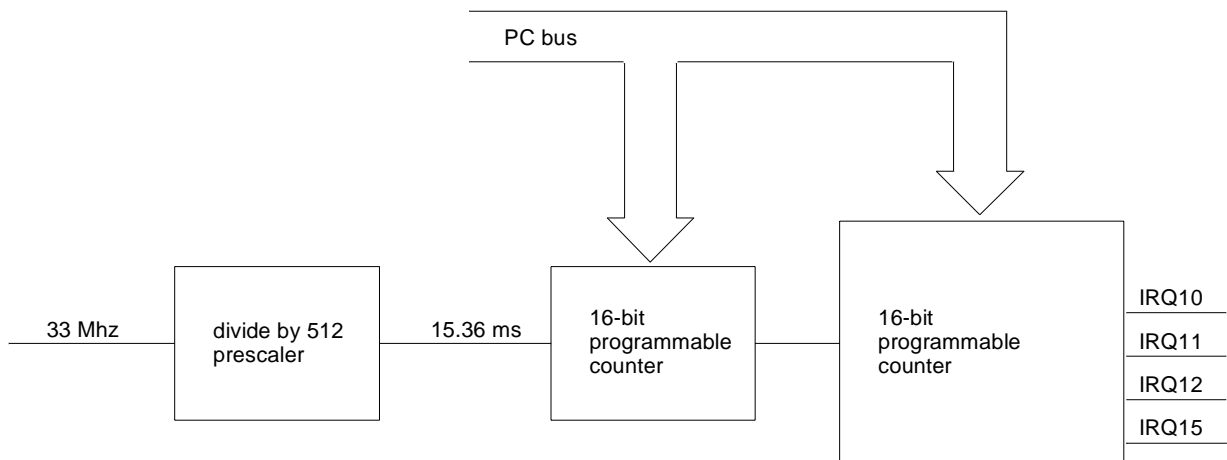 PC bus
33 Mhz
divide by 512
prescaler
15.36 ms
16-bit
programmable
counter
16-bit
programmable
counter
IRQ10
IRQ11
IRQ12
IRQ15